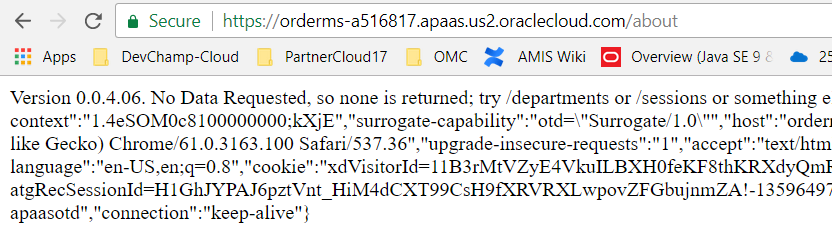 Secure https://orderms-a516817.apaas.us2.oraclecloud.com/about
Apps DevChamp-Cloud PartnerCloud17 OMC AMIS Wiki Overview (Java SE 9 & 25
Version 0.0.4.06. No Data Requested, so none is returned; try /departments or /sessions or something e
context":"1.4eSOM0c8100000000;kXjE","surrogate-capability":"otd=\"Surrogate/1.0\"","host":"orderm
like Gecko) Chrome/61.0.3163.100 Safari/537.36","upgrade-insecure-requests":"1","accept":"text/htm
language":"en-US,en;q=0.8","cookie":"xdVisitorId=11B3rMtVZyE4VkuILBXH0feKF8thKRXdyQmR
atgRecSessionId=H1GhJYPAJ6pztVnt_HiM4dCXT99CsH9fXRVRXLwpovZFGbujnmZA!-13596497
apaasotd","connection":"keep-alive"}